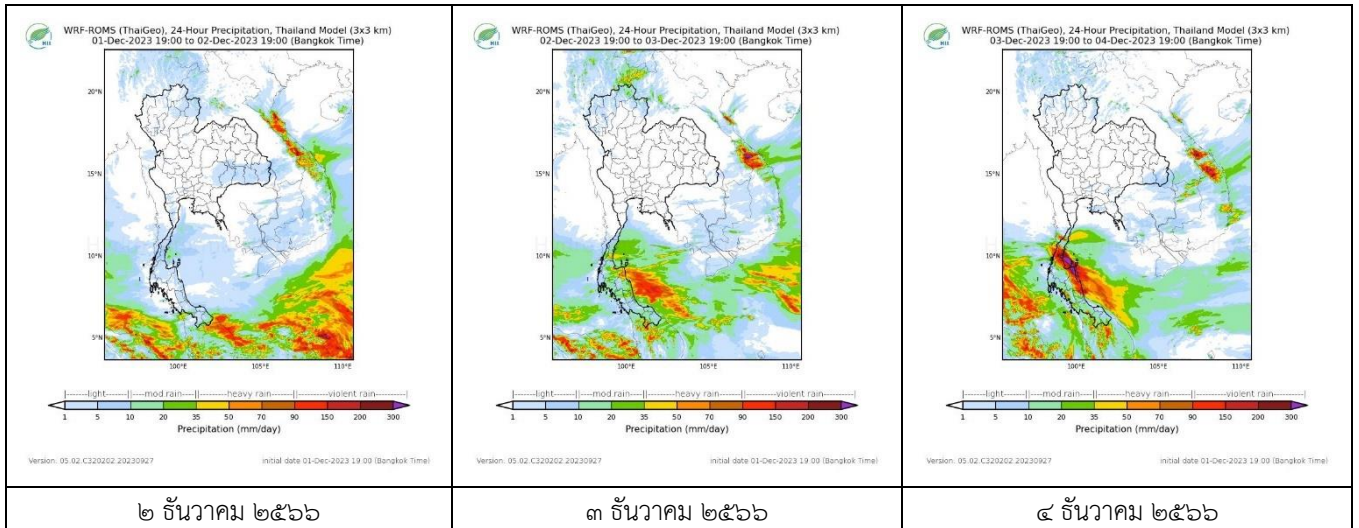 HII
WRF-ROMS (ThaiGeo), 24-Hour Precipitation, Thailand Model (3x3 km)
01-Dec-2023 19:00 to 02-Dec-2023 19:00 (Bangkok Time)
20°N
15°N
10°N
5°N
100°E 105°E 110°E
|-------light-------||----mod rain----||--------heavy rain--------||------violent rain------|
1 5 10 20 35 50 70 90 150 200 300
Precipitation (mm/day)
Version: 05.02.C320202.20230927 initial date 01-Dec-2023 19:00 (Bangkok Time)
๒ ธันวาคม ๒๕๖๖
HII
WRF-ROMS (ThaiGeo), 24-Hour Precipitation, Thailand Model (3x3 km)
02-Dec-2023 19:00 to 03-Dec-2023 19:00 (Bangkok Time)
20°N
15°N
10°N
5°N
100°E 105°E 110°E
|-------light-------||----mod rain----||--------heavy rain--------||------violent rain------|
1 5 10 20 35 50 70 90 150 200 300
Precipitation (mm/day)
Version: 05.02.C320202.20230927 initial date 01-Dec-2023 19:00 (Bangkok Time)
๓ ธันวาคม ๒๕๖๖
HII
WRF-ROMS (ThaiGeo), 24-Hour Precipitation, Thailand Model (3x3 km)
03-Dec-2023 19:00 to 04-Dec-2023 19:00 (Bangkok Time)
20°N
15°N
10°N
5°N
100°E 105°E 110°E
|-------light-------||----mod rain----||--------heavy rain--------||------violent rain------|
1 5 10 20 35 50 70 90 150 200 300
Precipitation (mm/day)
Version: 05.02.C320202.20230927 initial date 01-Dec-2023 19:00 (Bangkok Time)
๔ ธันวาคม ๒๕๖๖